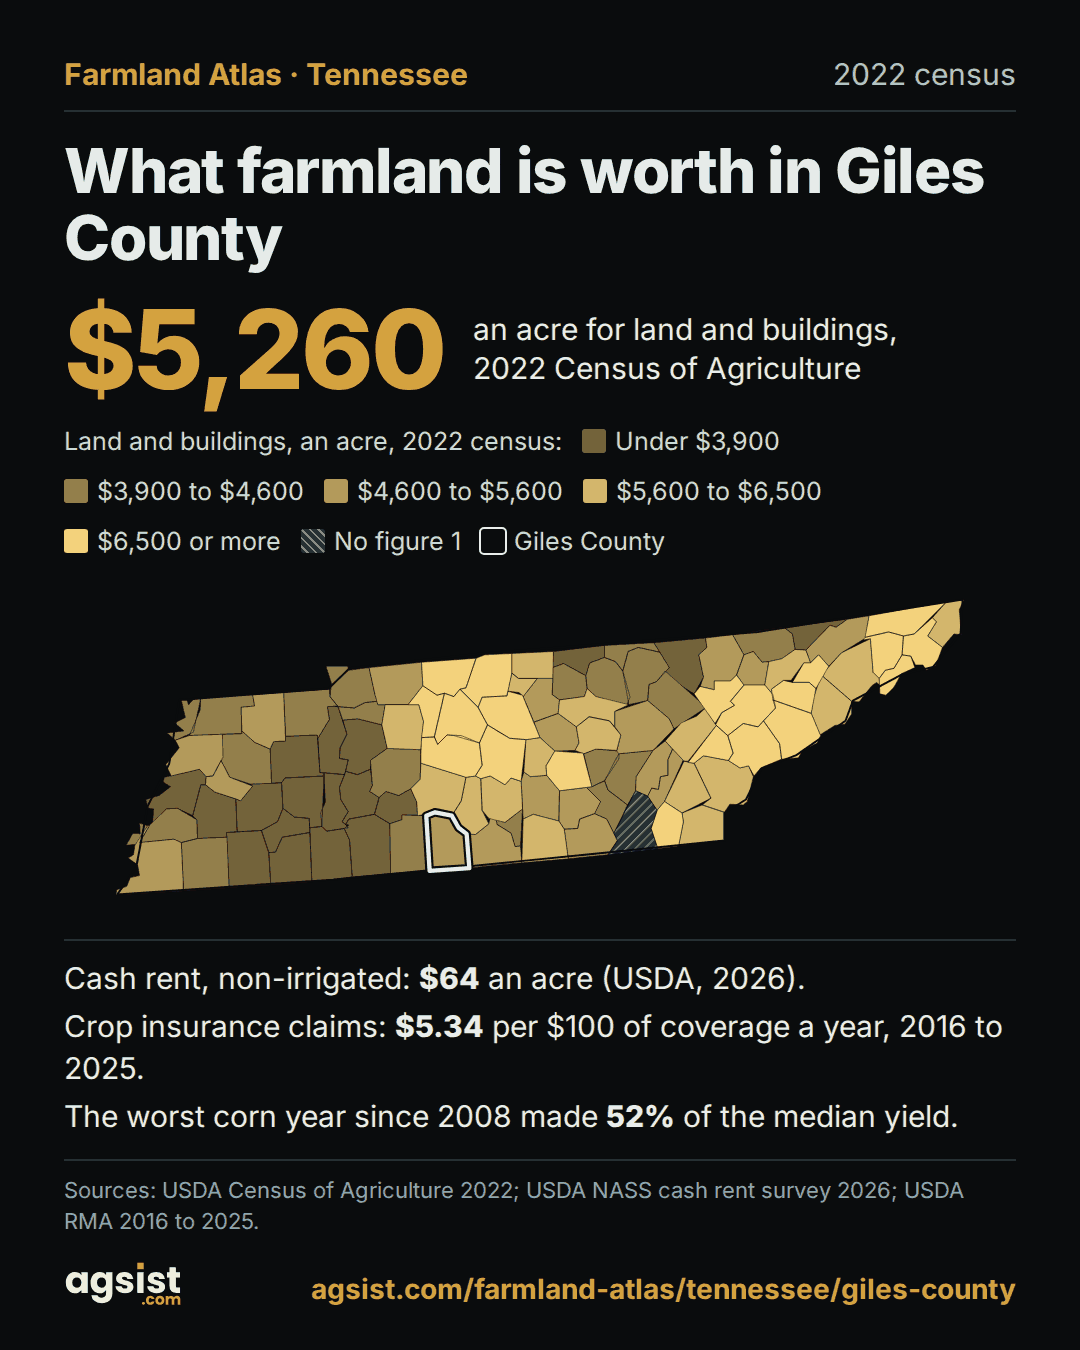 Farmland Atlas · Tennessee
2022 census
What farmland is worth in Giles
County
$5,260
an acre for land and buildings,
2022 Census of Agriculture
Land and buildings, an acre, 2022 census: Under $3,900
$3,900 to $4,600 $4,600 to $5,600 $5,600 to $6,500
$6,500 or more No figure 1 Giles County
Cash rent, non-irrigated: $64 an acre (USDA, 2026).
Crop insurance claims: $5.34 per $100 of coverage a year, 2016 to
2025.
The worst corn year since 2008 made 52% of the median yield.
Sources: USDA Census of Agriculture 2022; USDA NASS cash rent survey 2026; USDA
RMA 2016 to 2025.
agsist
.com
agsist.com/farmland-atlas/tennessee/giles-county